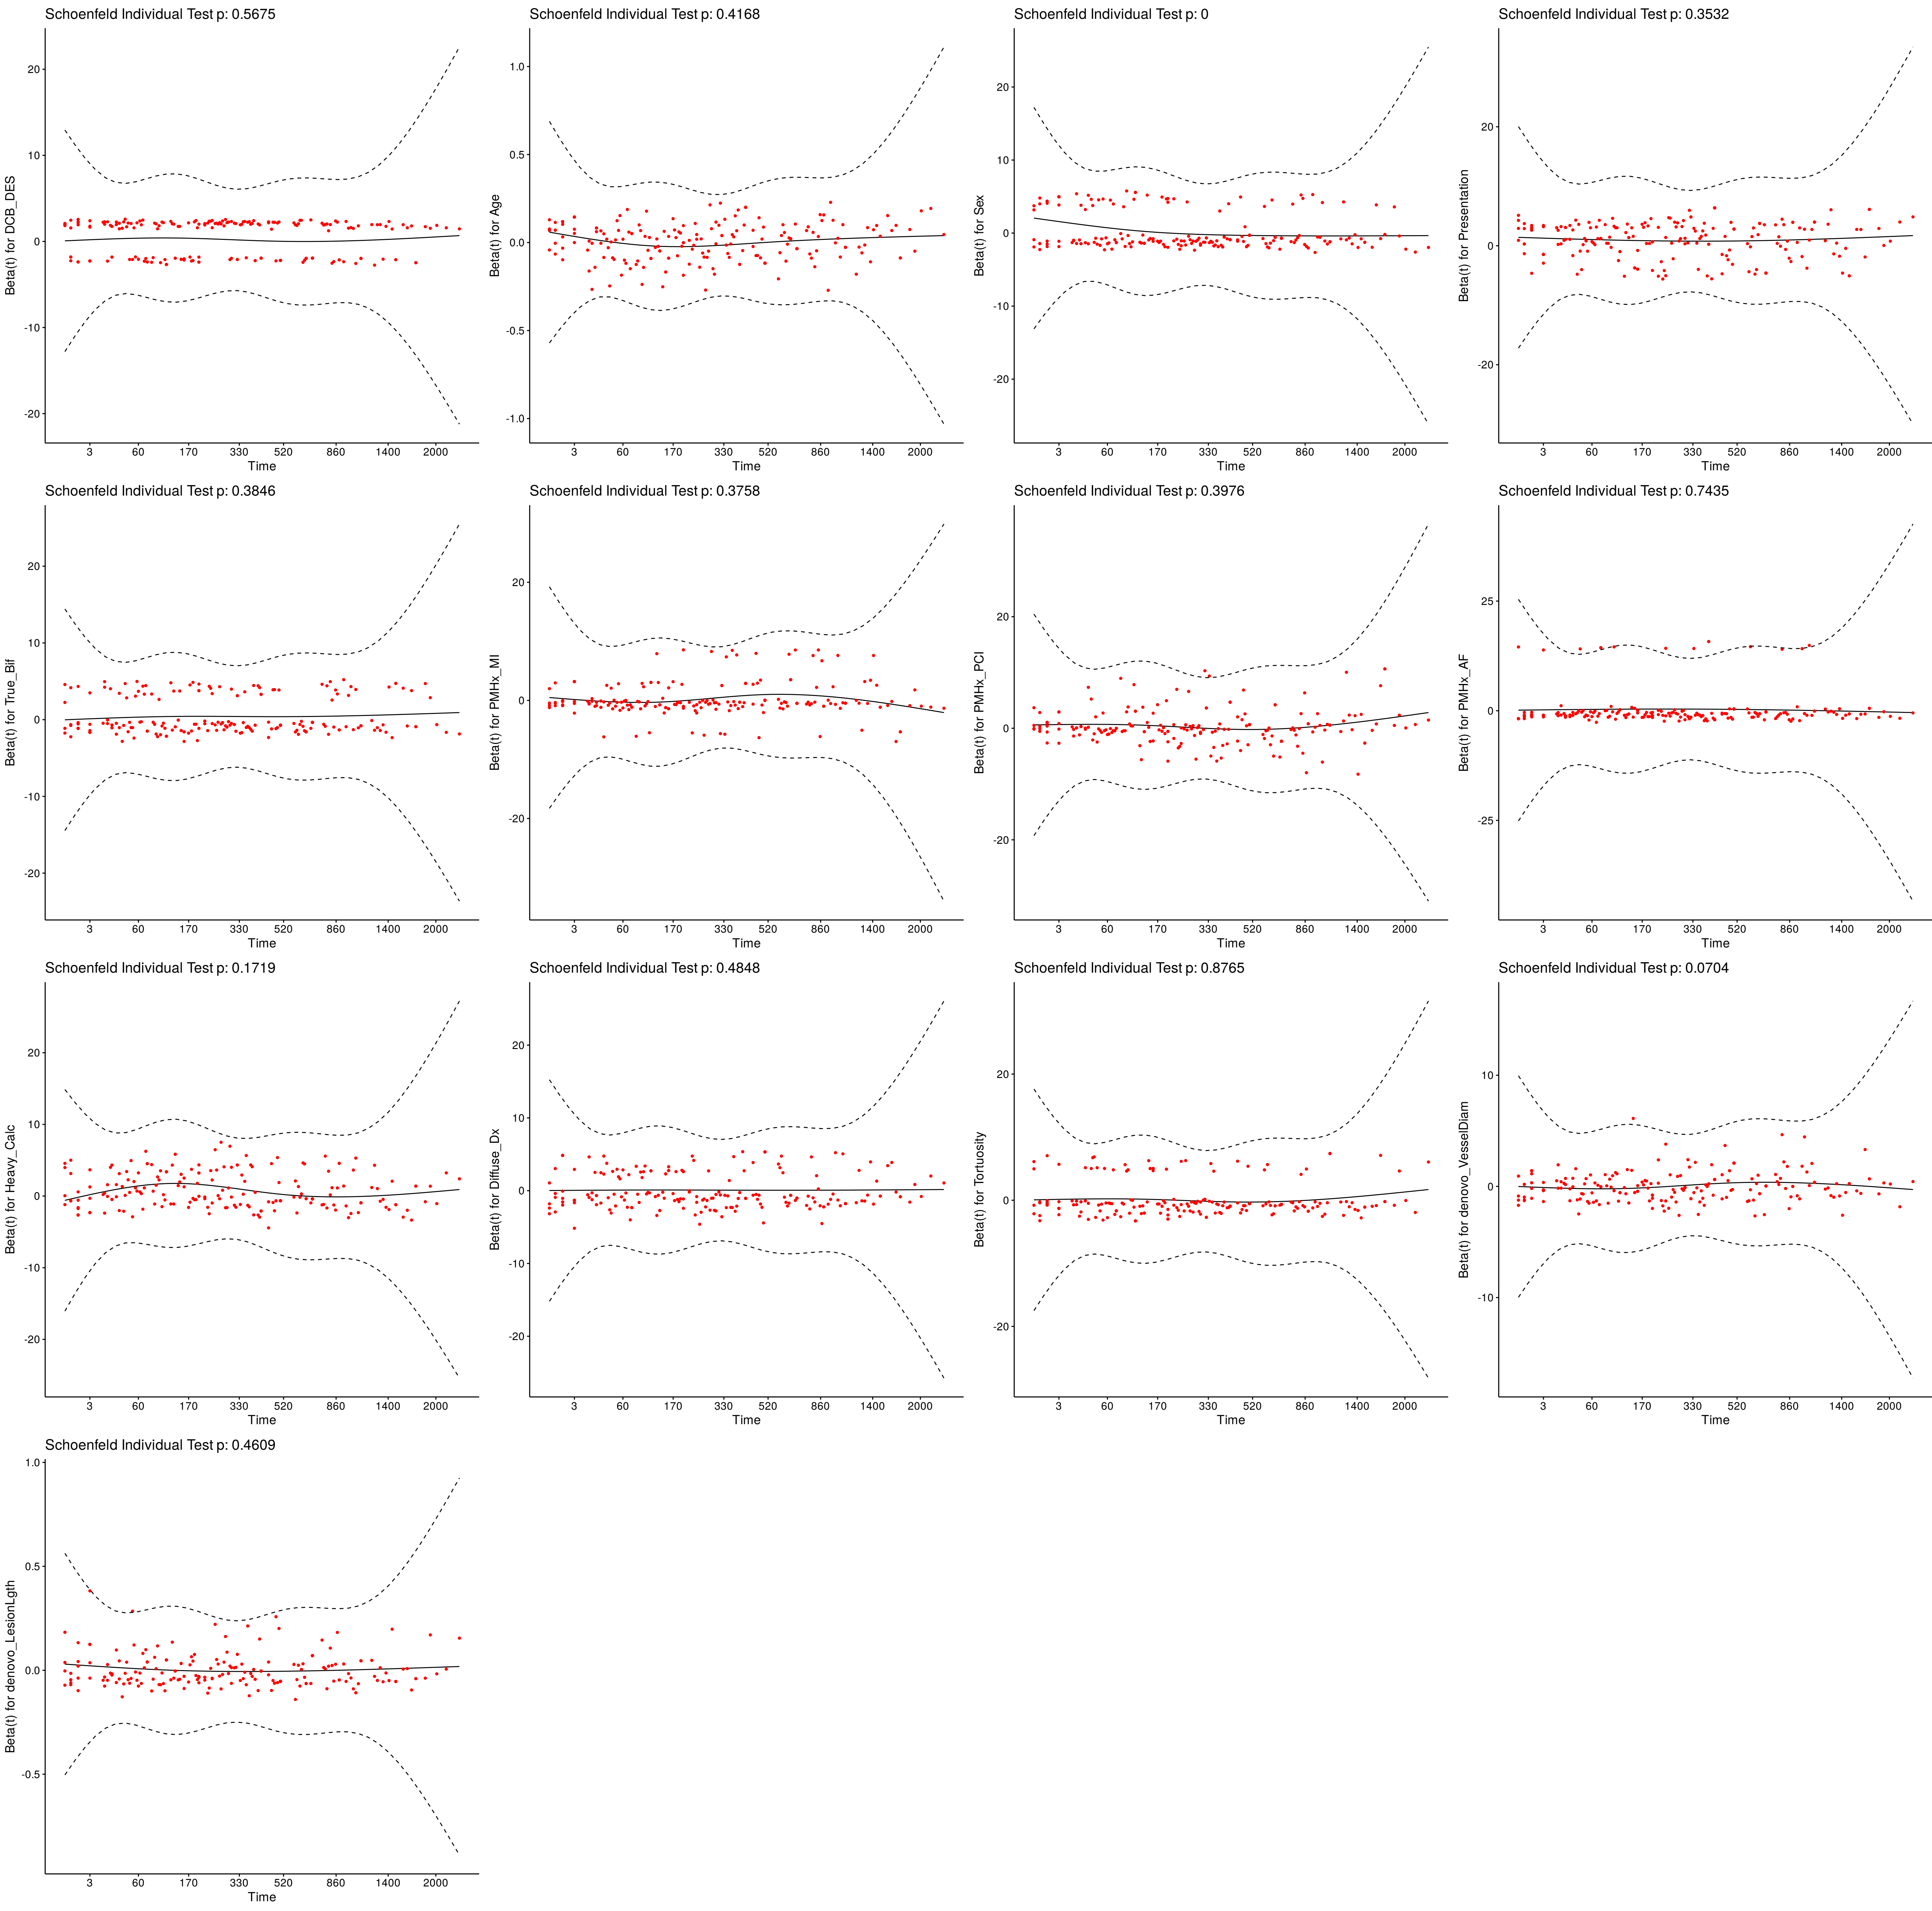 Schoenfeld Individual Test p: 0.5675
20
10
0
-10
-20
Beta(t) for DCB_DES
3 60 170 330 520 860 1400 2000
Time
Schoenfeld Individual Test p: 0.4168
1.0
0.5
0.0
-0.5
-1.0
Beta(t) for Age
3 60 170 330 520 860 1400 2000
Time
Schoenfeld Individual Test p: 0
20
10
0
-10
-20
Beta(t) for Sex
3 60 170 330 520 860 1400 2000
Time
Schoenfeld Individual Test p: 0.3532
20
0
-20
Beta(t) for Presentation
3 60 170 330 520 860 1400 2000
Time
Schoenfeld Individual Test p: 0.3846
20
10
0
-10
-20
Beta(t) for True_Bif
3 60 170 330 520 860 1400 2000
Time
Schoenfeld Individual Test p: 0.3758
20
0
-20
Beta(t) for PMHx_MI
3 60 170 330 520 860 1400 2000
Time
Schoenfeld Individual Test p: 0.3976
20
0
-20
Beta(t) for PMHx_PCI
3 60 170 330 520 860 1400 2000
Time
Schoenfeld Individual Test p: 0.7435
25
0
-25
Beta(t) for PMHx_AF
3 60 170 330 520 860 1400 2000
Time
Schoenfeld Individual Test p: 0.1719
20
10
0
-10
-20
Beta(t) for Heavy_Calc
3 60 170 330 520 860 1400 2000
Time
Schoenfeld Individual Test p: 0.4848
20
10
0
-10
-20
Beta(t) for Diffuse_Dx
3 60 170 330 520 860 1400 2000
Time
Schoenfeld Individual Test p: 0.8765
20
0
-20
Beta(t) for Tortuosity
3 60 170 330 520 860 1400 2000
Time
Schoenfeld Individual Test p: 0.0704
10
0
-10
Beta(t) for denovo_VesselDiam
3 60 170 330 520 860 1400 2000
Time
Schoenfeld Individual Test p: 0.4609
1.0
0.5
0.0
-0.5
Beta(t) for denovo_LesionLgth
3 60 170 330 520 860 1400 2000
Time